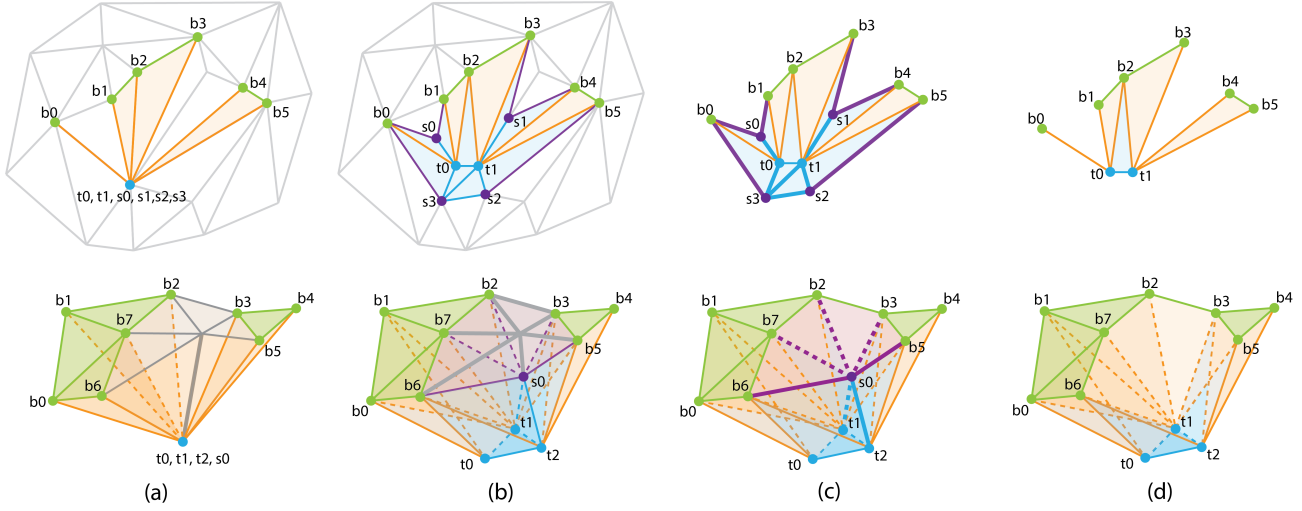 b3 b3 b3 b3
b2 b2 b2 b2
b1 b4 b1 b4 b1 b4 b1 b4
b0 b5 b0 b5 b0 b5 b0 b5
s0 s1 s0 s1
t0 t1 t0 t1 t0 t1
t0, t1, s0, s1,s2,s3 s3 s2 s3 s2
b2 b2 b2 b2
b1 b3 b4 b1 b3 b4 b1 b3 b4 b1 b3 b4
b7 b5 b7 b5 b7 b5 b7 b5
b6 b6 s0 b6 s0 b6
b0 b0 b0 b0
t1 t1 t1
t0, t1, t2, s0 t0 t2 t0 t2 t0 t2
(a) (b) (c) (d)